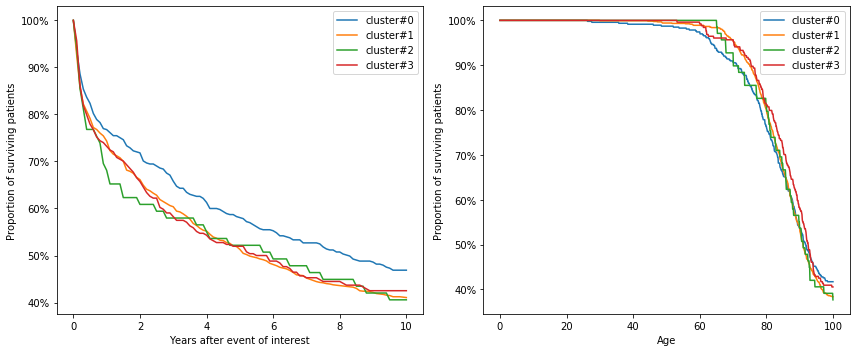 100%
90%
80%
70%
60%
50%
40%
Proportion of surviving patients
0
2
4
6
8
10
Years after event of interest
cluster#0
cluster#1
cluster#2
cluster#3
100%
90%
80%
70%
60%
50%
40%
Proportion of surviving patients
0
20
40
60
80
100
Age
cluster#0
cluster#1
cluster#2
cluster#3